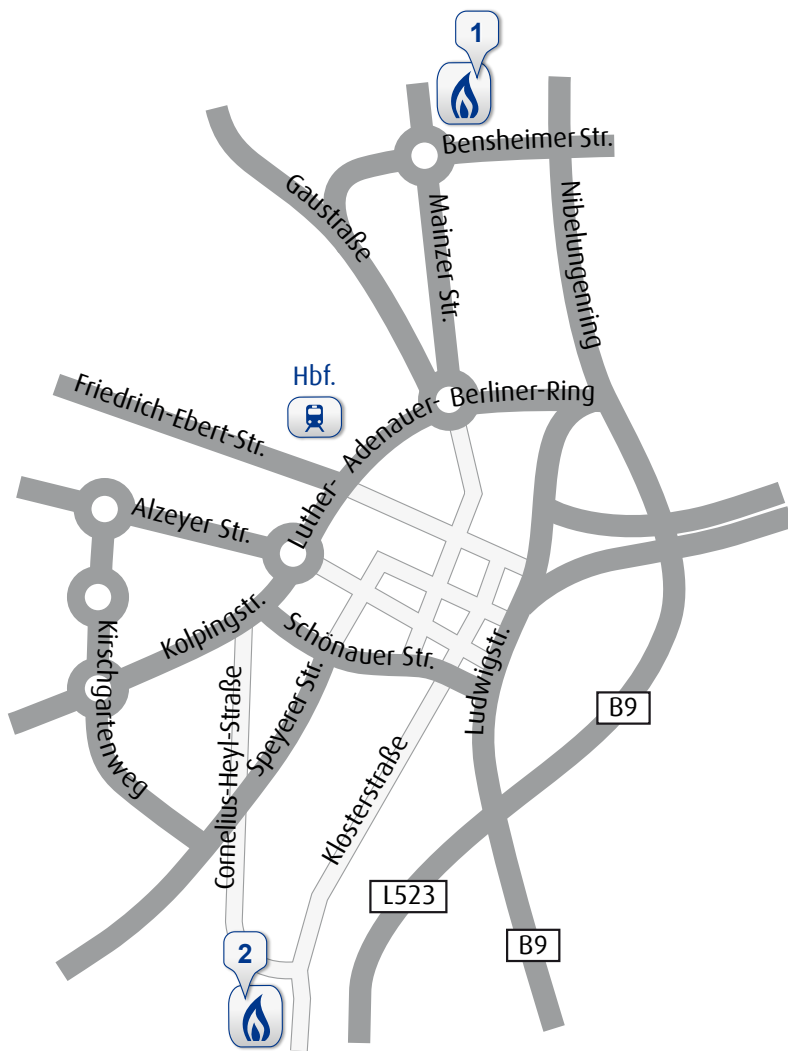 1
Bensheimer Str.
Gaustraße
Mainzer Str.
Nibelungenring
Hbf.
Friedrich-Ebert-Str.
Luther-
Adenauer-
Berliner-Ring
Alzeyer Str.
Kolpingstr.
Schönauer Str.
Kirschgartenweg
Cornelius-Heyl-Straße
Speyerer Str.
Ludwigstr.
Klosterstraße
B9
L523
B9
2